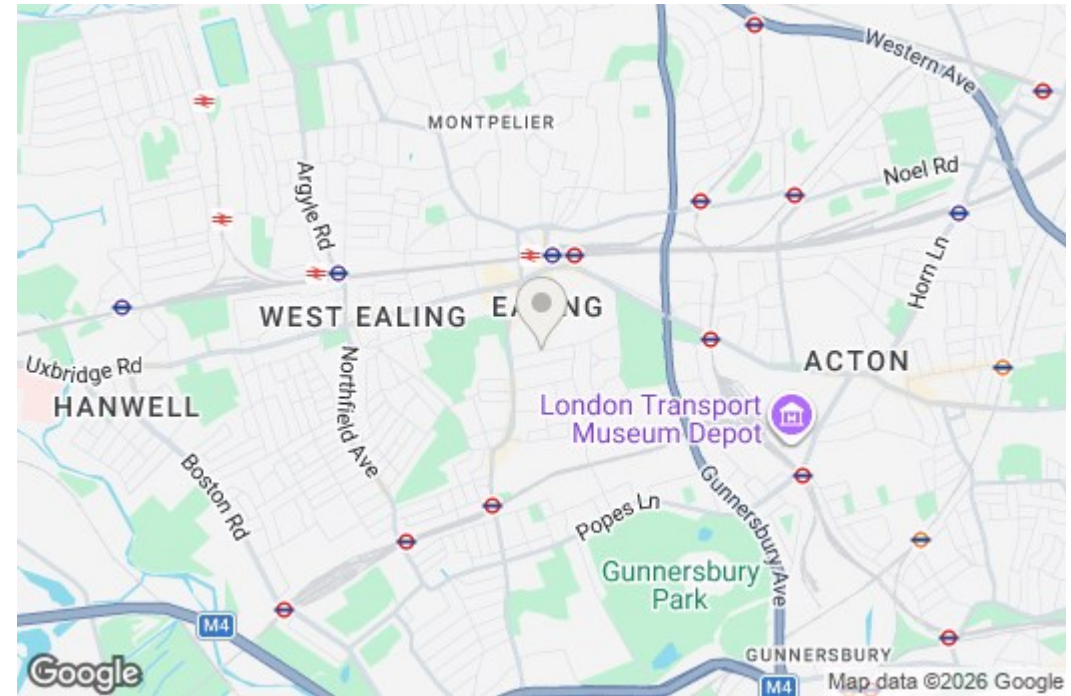 Western Ave
MONTPELIER
Argyle Rd
Noel Rd
Horn Ln
WEST EALING
ACTON
Uxbridge Rd
HANWELL
Northfield Ave
London Transport
Museum Depot
Boston Rd
Popes Ln
Gunnersbury Ave
Gunnersbury
Park
M4
GUNNERSBURY
M4
Google
Map data ©2026 Google